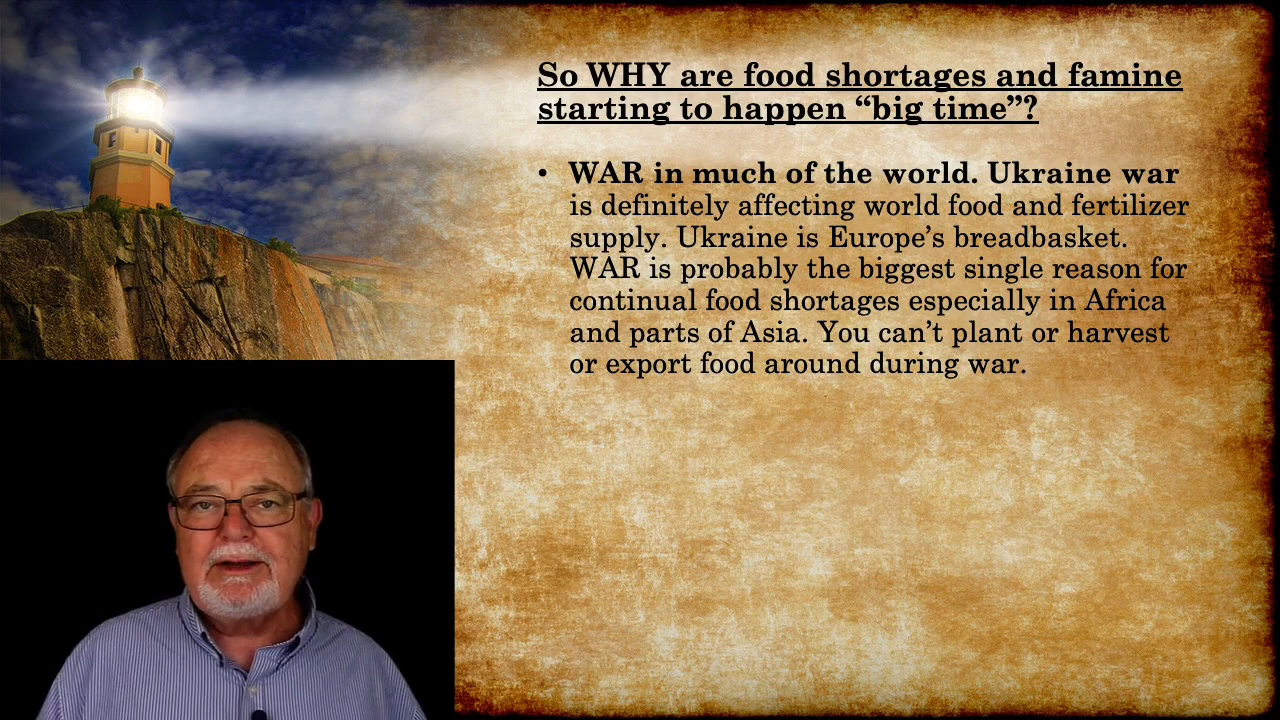 So WHY are food shortages and famine
starting to happen “big time”?
• WAR in much of the world. Ukraine war
is definitely affecting world food and fertilizer
supply. Ukraine is Europe’s breadbasket.
WAR is probably the biggest single reason for
continual food shortages especially in Africa
and parts of Asia. You can’t plant or harvest
or export food around during war.